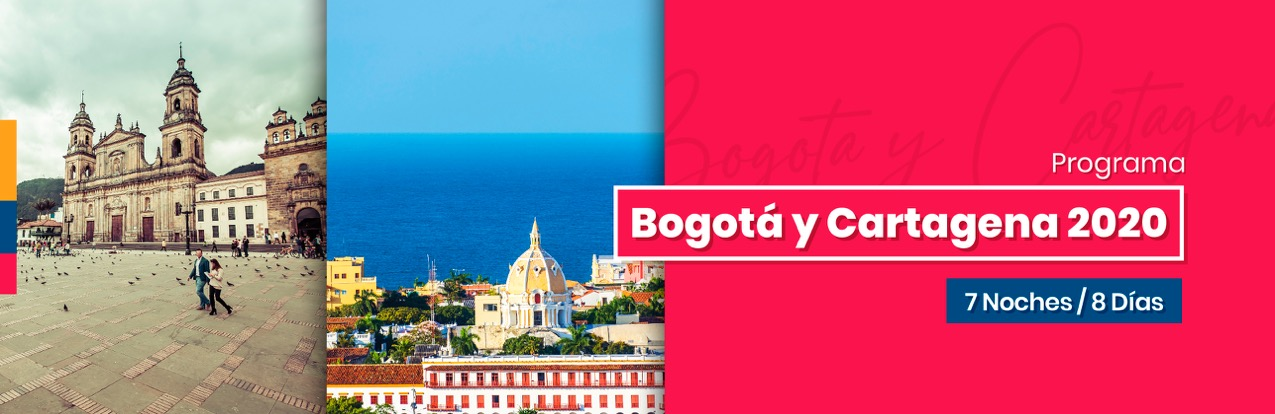 Bogota y Cartagena
Programa
Bogotá y Cartagena 2020
7 Noches / 8 Días